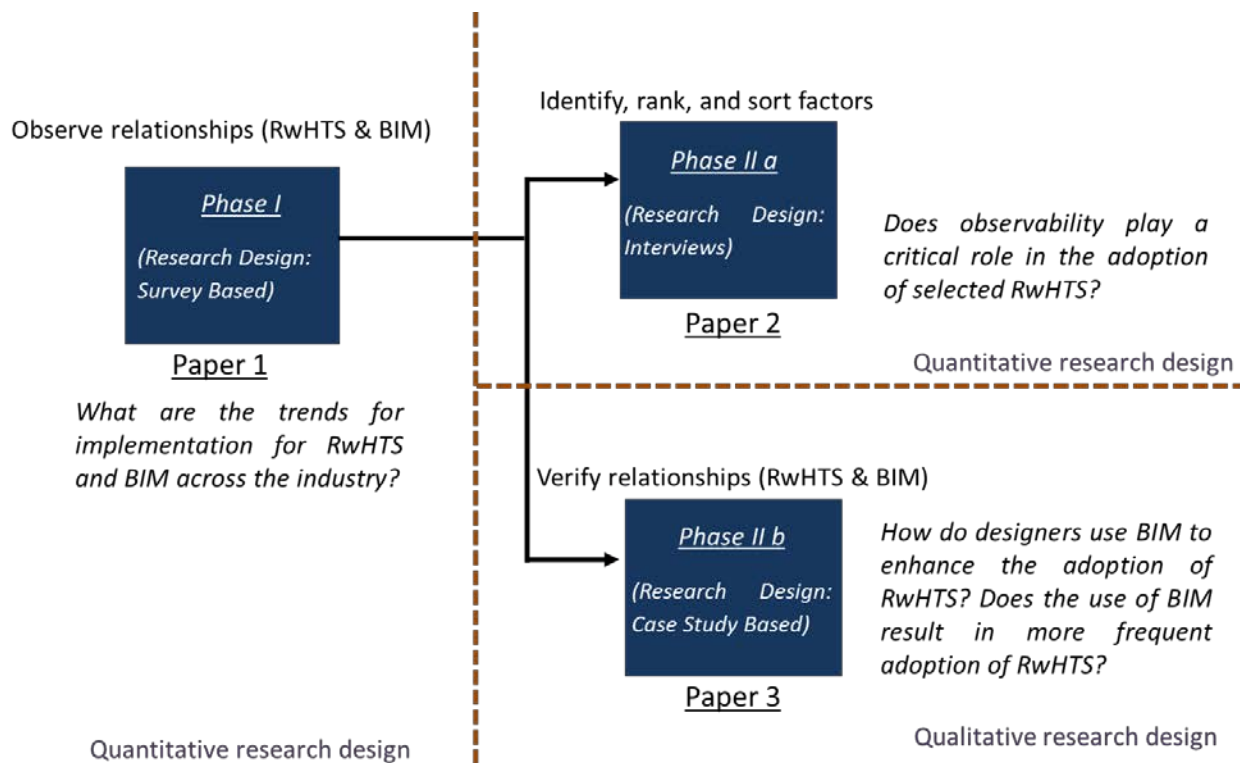 Observe relationships (RwHTS & BIM)
Phase I
(Research Design:
Survey Based)
Paper 1
What are the trends for
implementation for RwHTS
and BIM across the industry?
Quantitative research design
Identify, rank, and sort factors
Phase II a
(Research Design:
Interviews)
Paper 2
Does observability play a
critical role in the adoption
of selected RwHTS?
Quantitative research design
Verify relationships (RwHTS & BIM)
Phase II b
(Research Design:
Case Study Based)
Paper 3
How do designers use BIM to
enhance the adoption of
RwHTS? Does the use of BIM
result in more frequent
adoption of RwHTS?
Qualitative research design